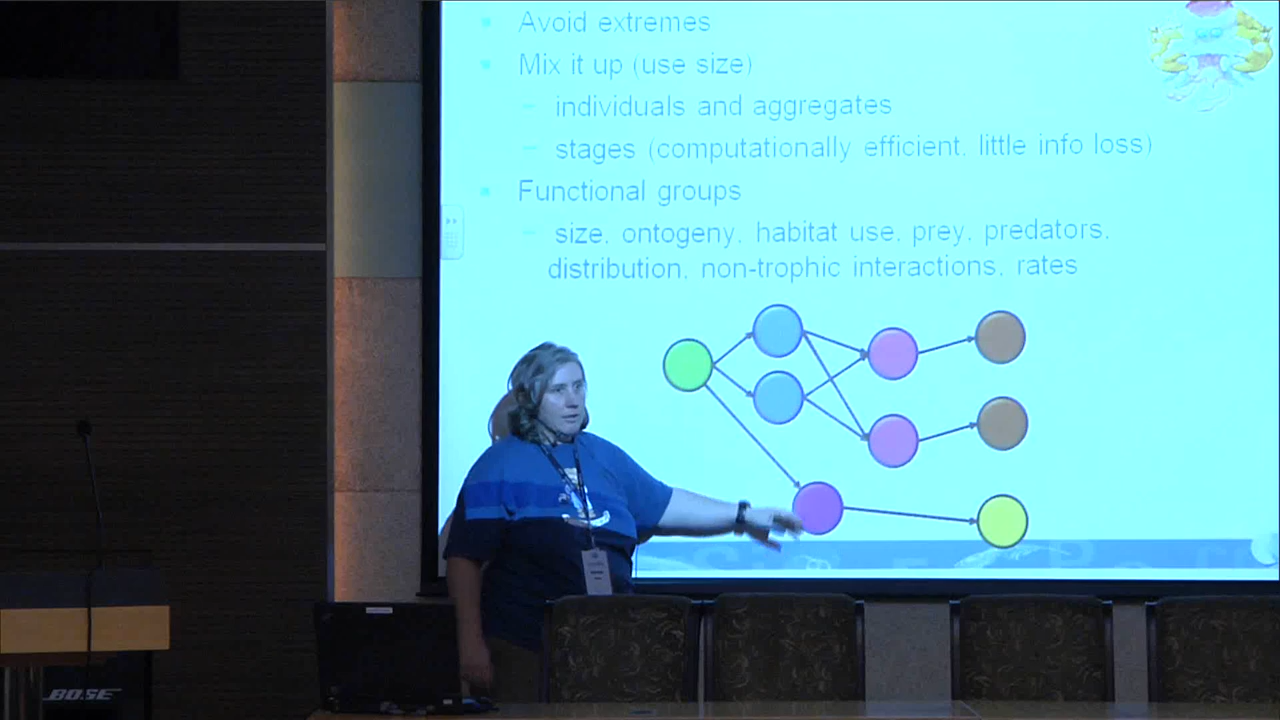 Avoid extremes
Mix it up (use size)
individuals and aggregates
stages (computationally efficient, little info loss)
Functional groups
size, ontogeny, habitat use, prey, predators,
distribution, non-trophic interactions, rates
BOSE